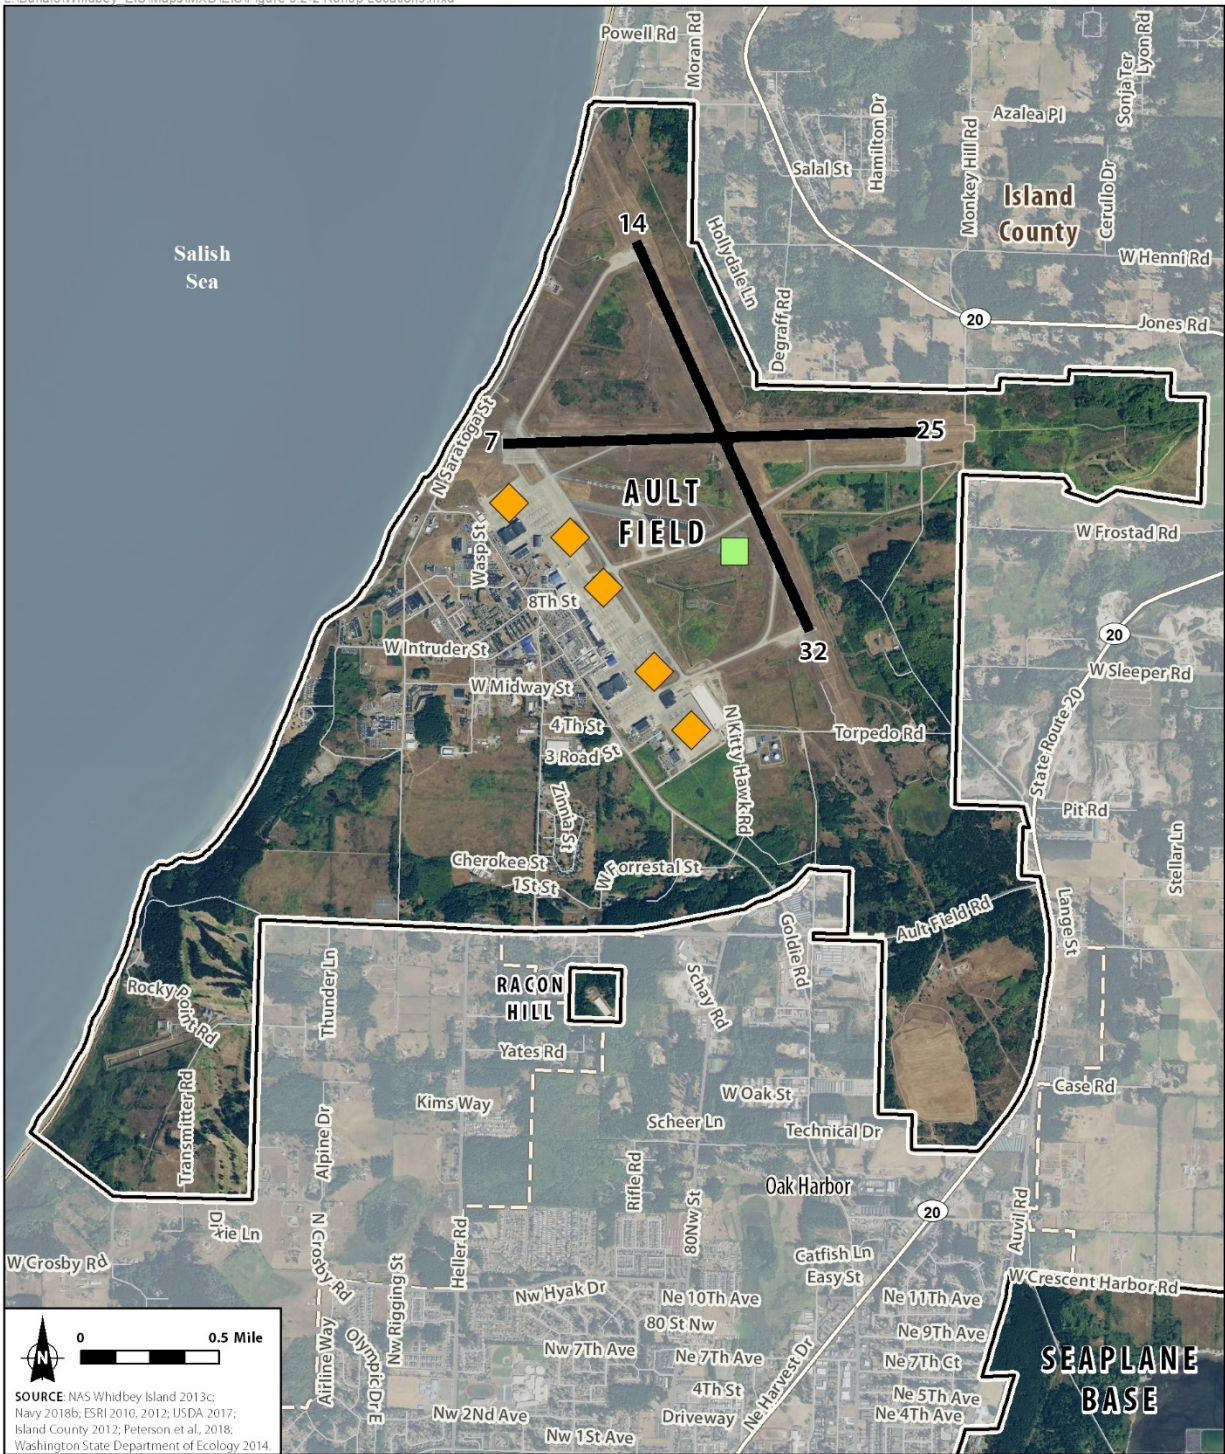 Powell Rd
Moran Rd
Lyon Rd
Sonja Ter
Azalea Pl
Hamilton Dr
Monkey Hill Rd
Salal St
Cerullo Dr
Island
County
14
Hollydale Ln
W Henni Rd
Salish
Sea
Degraff Rd
20
Jones Rd
N Saratoga St
7
25
AULT
FIELD
W Frostad Rd
Wasp St
8Th St
20
W Intruder St
32
W Sleeper Rd
W Midway St
State Route 20
4Th St
N Kitty Hawk Rd
Torpedo Rd
3 Road St
Pit Rd
Zinnia St
Stellar Ln
Cherokee St
W Forrestal St
1St St
Lange St
Ault Field Rd
Goldie Rd
Thunder Ln
RACON
HILL
Schay Rd
Rocky Point Rd
Yates Rd
Case Rd
Transmitter Rd
Kims Way
W Oak St
Alpine Dr
Scheer Ln
Technical Dr
Rifle Rd
Oak Harbor
80Nw St
20
Auvil Rd
Dixie Ln
N Crosby Rd
Heller Rd
W Crosby Rd
Nw Rigging St
Catfish Ln
Easy St
W Crescent Harbor Rd
Nw Hyak Dr
Ne 10Th Ave
Ne 11Th Ave
80 St Nw
Ne 9Th Ave
Airline Way
Olympic Dr E
Nw 7Th Ave
Ne 7Th Ave
Ne Harvest Dr
Ne 7Th Ct
SEAPLANE
BASE
4Th St
Ne 5Th Ave
Nw 2Nd Ave
Driveway
Ne 4Th Ave
Nw 1St Ave
N
0 0.5 Mile
SOURCE: NAS Whidbey Island 2013c;
Navy 2018b; ESRI 2010, 2012; USDA 2017;
Island County 2012; Peterson et al., 2018;
Washington State Department of Ecology 2014.